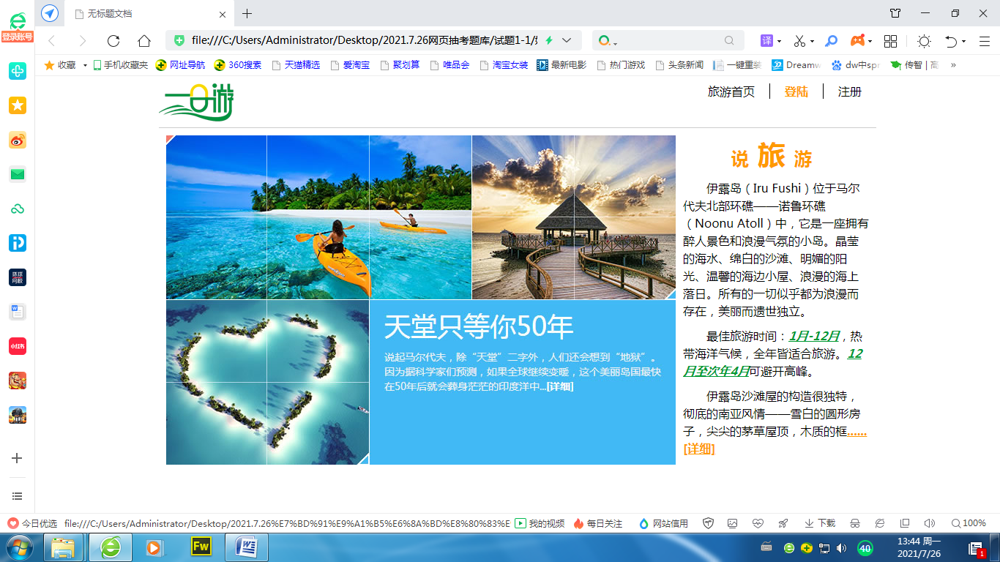 无标题文档
登录账号
file:///C:/Users/Administrator/Desktop/2021.7.26网页抽考题库/试题1-1/
译
收藏 手机收藏夹 网址导航 360搜索 天猫精选 爱淘宝 聚划算 唯品会 淘宝女装 最新电影 热门游戏 头条新闻 一键重装 Dreamw dw中spr 传智 | 高 »
一日游
旅游首页 登陆 注册
说 旅 游
伊露岛（Iru Fushi）位于马尔
代夫北部环礁——诺鲁环礁
（Noonu Atoll）中，它是一座拥有
醉人景色和浪漫气氛的小岛。晶莹
的海水、绵白的沙滩、明媚的阳
光、温馨的海边小屋、浪漫的海上
落日。所有的一切似乎都为浪漫而
存在，美丽而遗世独立。
最佳旅游时间：1月-12月，热
带海洋气候，全年皆适合旅游。12
月至次年4月可避开高峰。
伊露岛沙滩屋的构造很独特，
彻底的南亚风情——雪白的圆形房
子，尖尖的茅草屋顶，木质的框......
[详细]
天堂只等你50年
说起马尔代夫，除“天堂”二字外，人们还会想到“地狱”。
因为据科学家们预测，如果全球继续变暖，这个美丽岛国最快
在50年后就会葬身茫茫的印度洋中...[详细]
环球
网校
小红书
今日优选 file:///C:/Users/Administrator/Desktop/2021.7.26%E7%BD%91%E9%A1%B5%E6%8A%BD%E8%80%83%E 我的视频 每日关注 网站信用 下载 100%
Fw
40
13:44 周一
2021/7/26
1